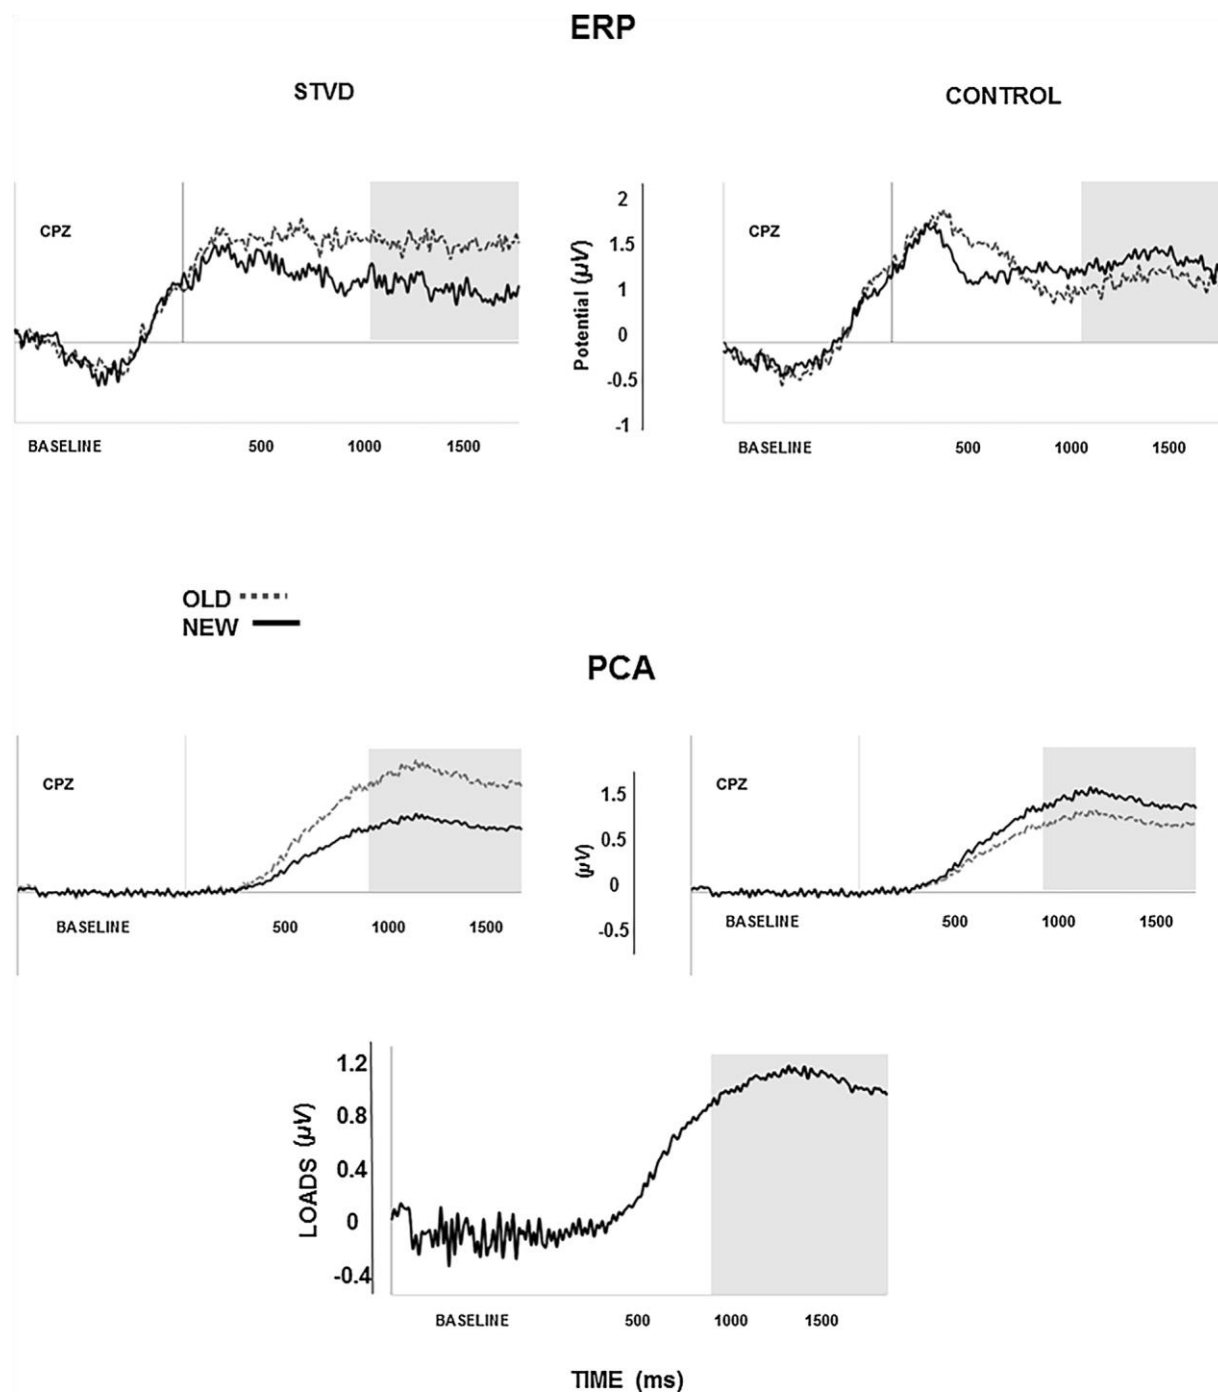 ERP
STVD
CONTROL
CPZ
Potential (µV)
2
1.5
1
0
-0.5
-1
CPZ
BASELINE 500 1000 1500
BASELINE 500 1000 1500
OLD
NEW
PCA
CPZ
(µV)
1.5
0.5
0
-0.5
CPZ
BASELINE 500 1000 1500
BASELINE 500 1000 1500
LOADS (µV)
1.2
0.8
0.4
0
-0.4
BASELINE 500 1000 1500
TIME (ms)